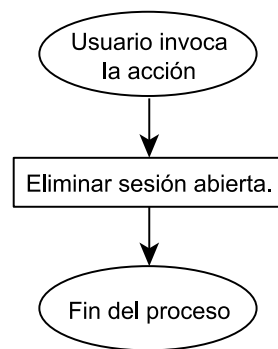 Usuario invoca
la acción
Eliminar sesión abierta.
Fin del proceso